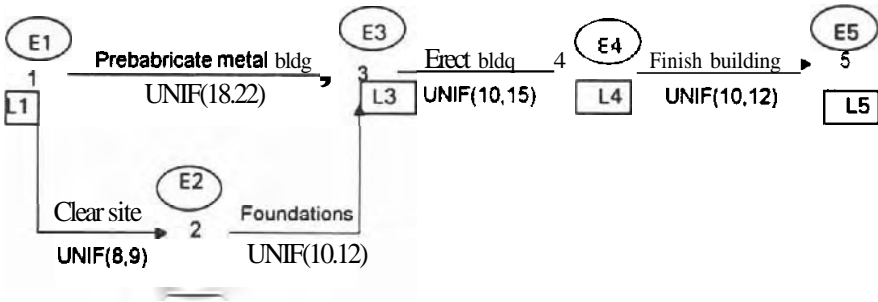 E1 E3 E4 E5
Prebabricate metal bldg Erect bldq Finish building
1 3 4 5
UNIF(18.22) UNIF(10,15) UNIF(10,12)
L1 L3 L4 L5
E2
Clear site 2 Foundations
UNIF(8,9) UNIF(10.12)